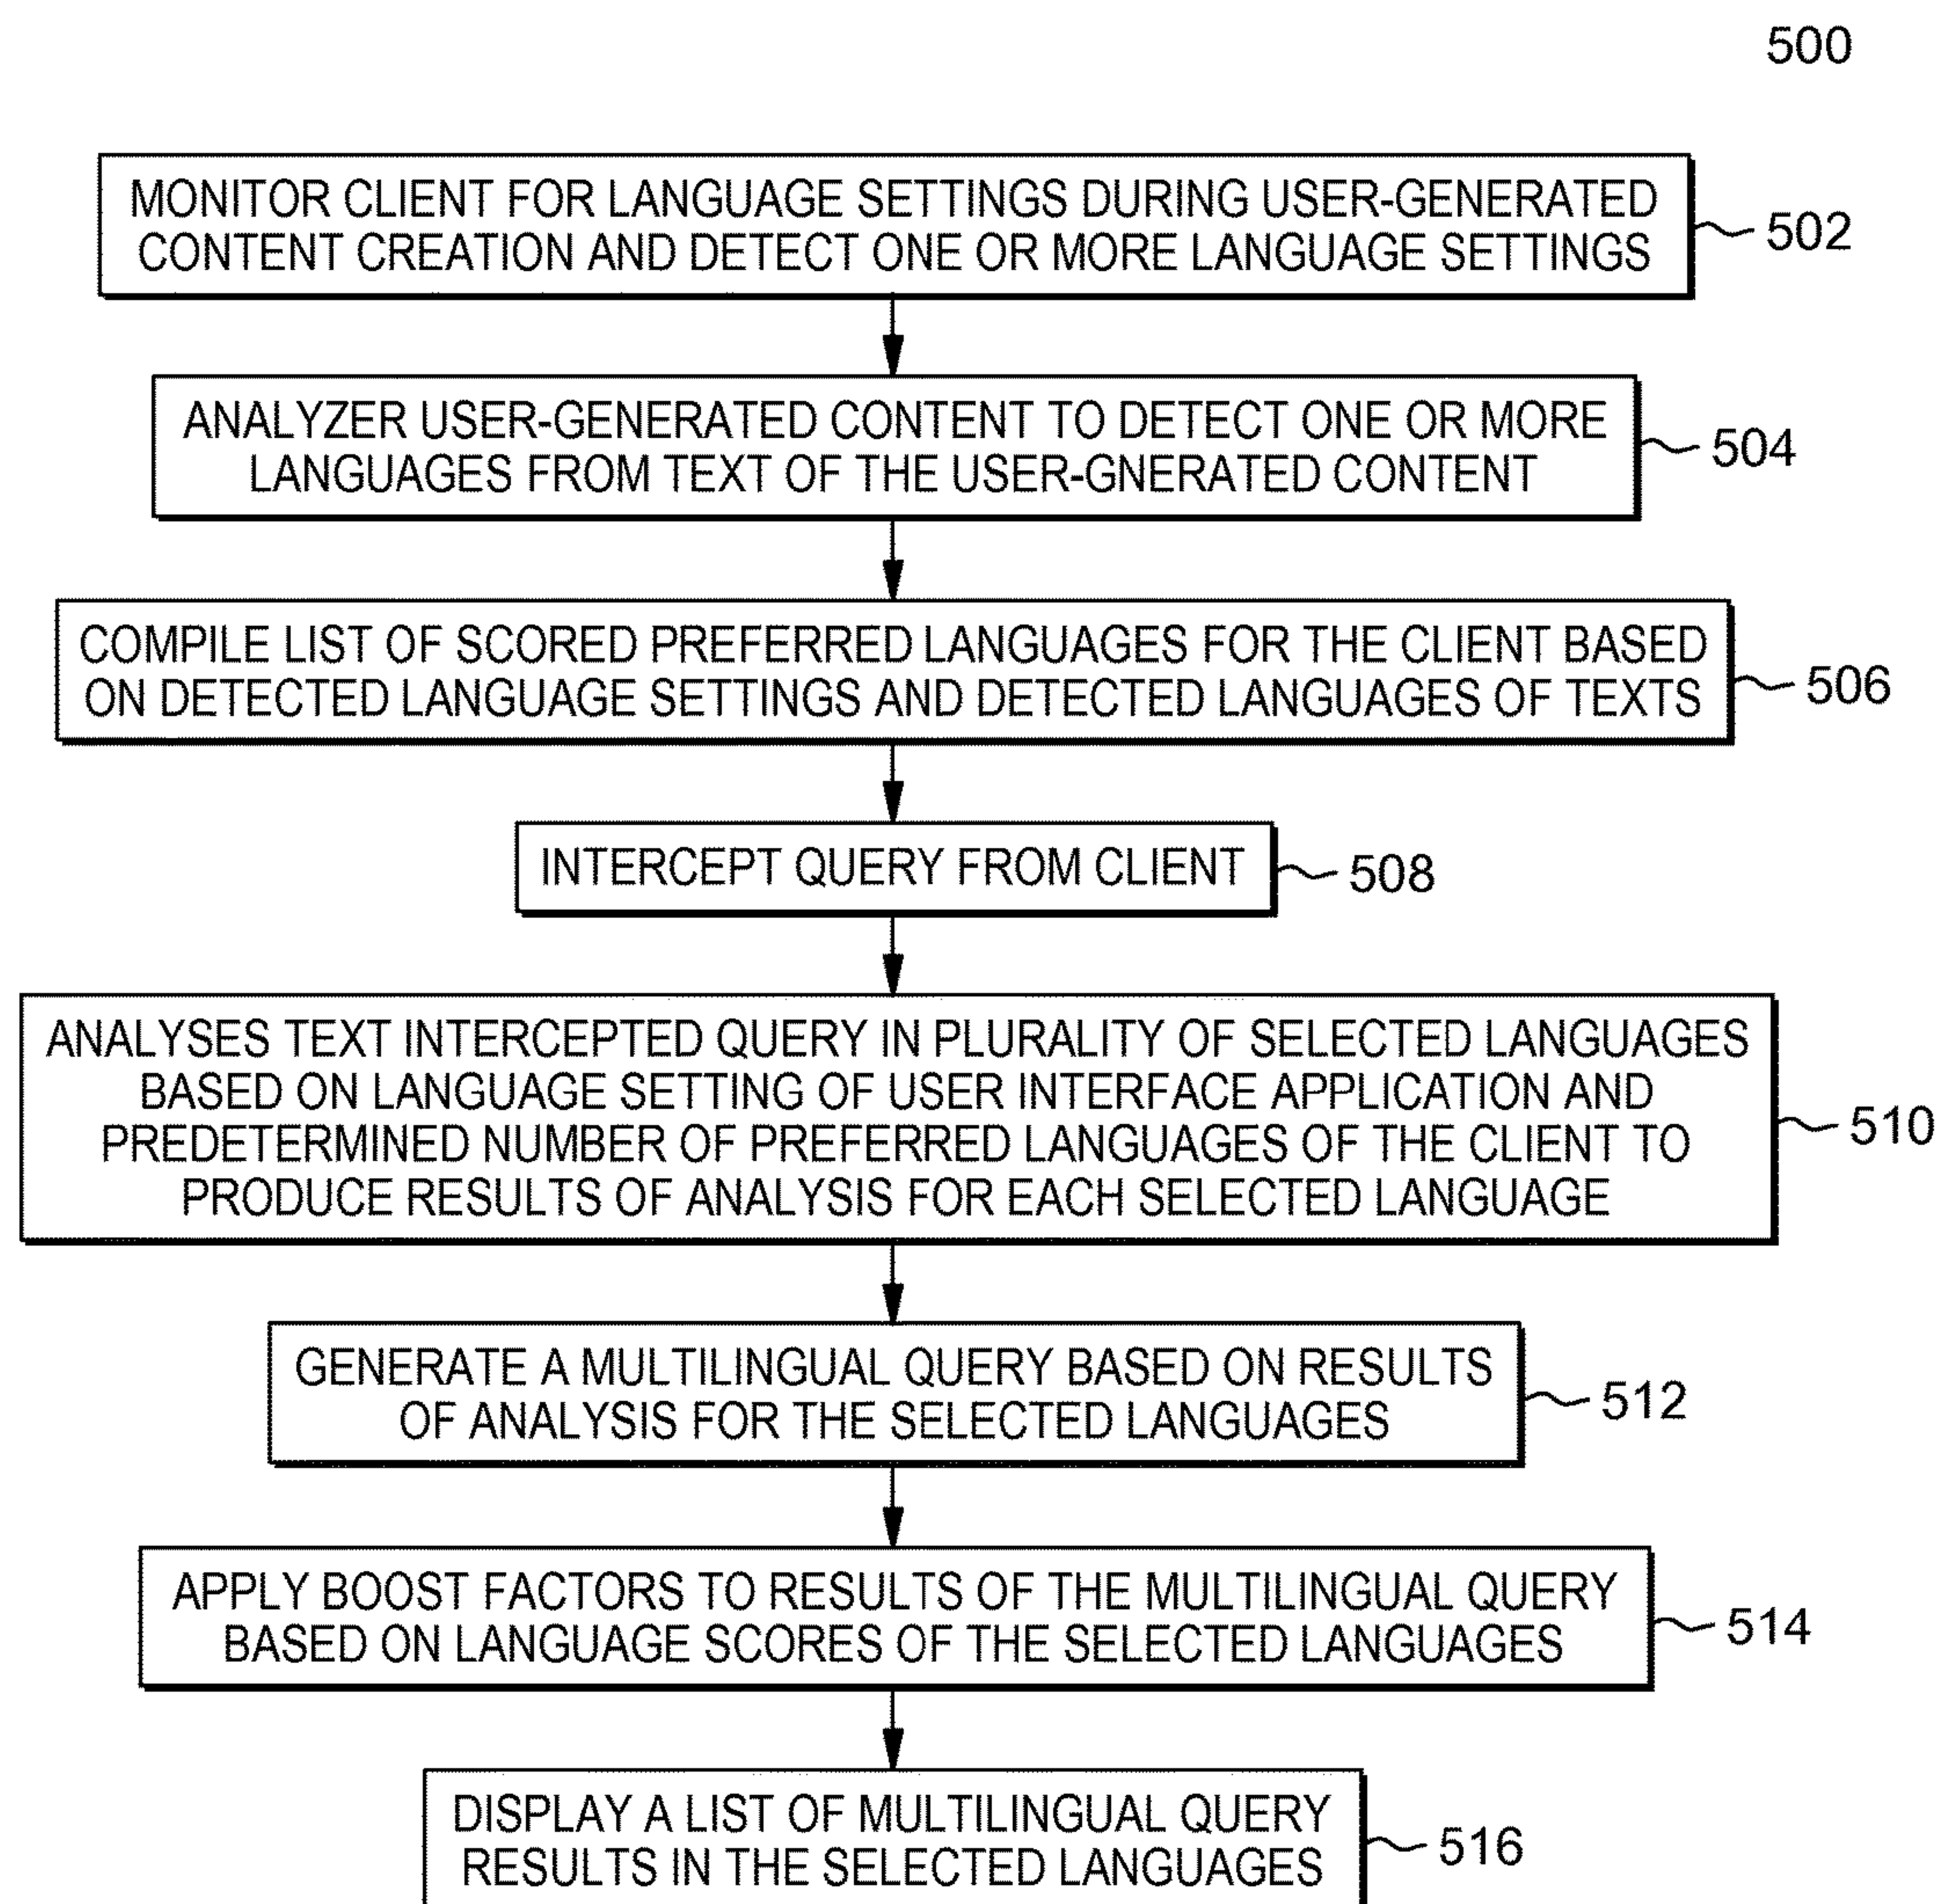 500
MONITOR CLIENT FOR LANGUAGE SETTINGS DURING USER-GENERATED
CONTENT CREATION AND DETECT ONE OR MORE LANGUAGE SETTINGS
502
ANALYZER USER-GENERATED CONTENT TO DETECT ONE OR MORE
LANGUAGES FROM TEXT OF THE USER-GNERATED CONTENT
504
COMPILE LIST OF SCORED PREFERRED LANGUAGES FOR THE CLIENT BASED
ON DETECTED LANGUAGE SETTINGS AND DETECTED LANGUAGES OF TEXTS
506
INTERCEPT QUERY FROM CLIENT
508
ANALYSES TEXT INTERCEPTED QUERY IN PLURALITY OF SELECTED LANGUAGES
BASED ON LANGUAGE SETTING OF USER INTERFACE APPLICATION AND
PREDETERMINED NUMBER OF PREFERRED LANGUAGES OF THE CLIENT TO
PRODUCE RESULTS OF ANALYSIS FOR EACH SELECTED LANGUAGE
510
GENERATE A MULTILINGUAL QUERY BASED ON RESULTS
OF ANALYSIS FOR THE SELECTED LANGUAGES
512
APPLY BOOST FACTORS TO RESULTS OF THE MULTILINGUAL QUERY
BASED ON LANGUAGE SCORES OF THE SELECTED LANGUAGES
514
DISPLAY A LIST OF MULTILINGUAL QUERY
RESULTS IN THE SELECTED LANGUAGES
516